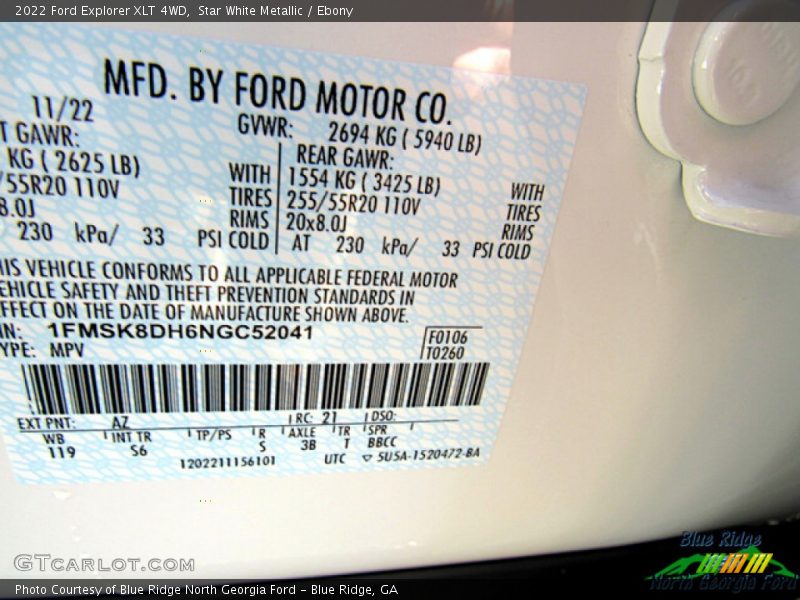 2022 Ford Explorer XLT 4WD, Star White Metallic / Ebony
MFD. BY FORD MOTOR CO.
11/22
GVWR: 2694 KG ( 5940 LB)
T GAWR:
KG ( 2625 LB)
/55R20 110V
8.0J
230 kPa/ 33 PSI COLD
WITH
TIRES
RIMS
REAR GAWR:
1554 KG ( 3425 LB)
255/55R20 110V
20x8.0J
AT 230 kPa/ 33 PSI COLD
WITH
TIRES
RIMS
HIS VEHICLE CONFORMS TO ALL APPLICABLE FEDERAL MOTOR
EHICLE SAFETY AND THEFT PREVENTION STANDARDS IN
FFECT ON THE DATE OF MANUFACTURE SHOWN ABOVE.
IN: 1FMSK8DH6NGC52041
YPE: MPV
F0106
T0260
EXT PNT: AZ RC: 21 DSO:
WB INT TR TP/PS R AXLE TR SPR
119 S6 S 3B T BBCC
1202211156101 UTC ▽ 5U5A-1520472-BA
GTCARLOT.COM
Blue Ridge
North Georgia Ford
Photo Courtesy of Blue Ridge North Georgia Ford – Blue Ridge, GA